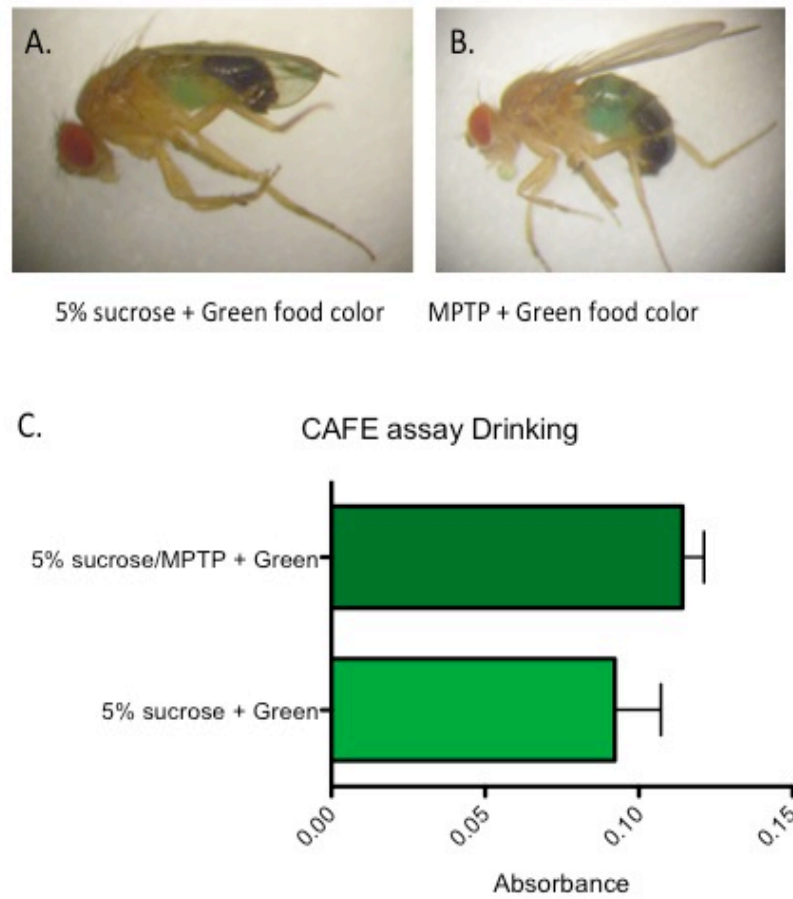 A.
B.
5% sucrose + Green food color
MPTP + Green food color
C.
CAFE assay Drinking
5% sucrose/MPTP + Green
5% sucrose + Green
0.00
0.05
0.10
0.15
Absorbance